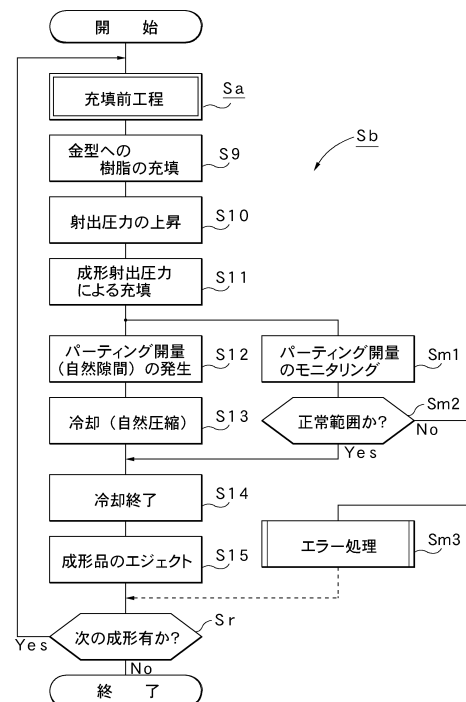 開　始
充填前工程
Sa
金型への
樹脂の充填
S9
Sb
射出圧力の上昇
S10
成形射出圧力
による充填
S11
パーティング開量
（自然隙間）の発生
S12
パーティング開量
のモニタリング
Sm1
冷却（自然圧縮）
S13
正常範囲か？
Sm2
No
Yes
冷却終了
S14
成形品のエジェクト
S15
エラー処理
Sm3
次の成形有か？
Sr
Yes
No
終　了